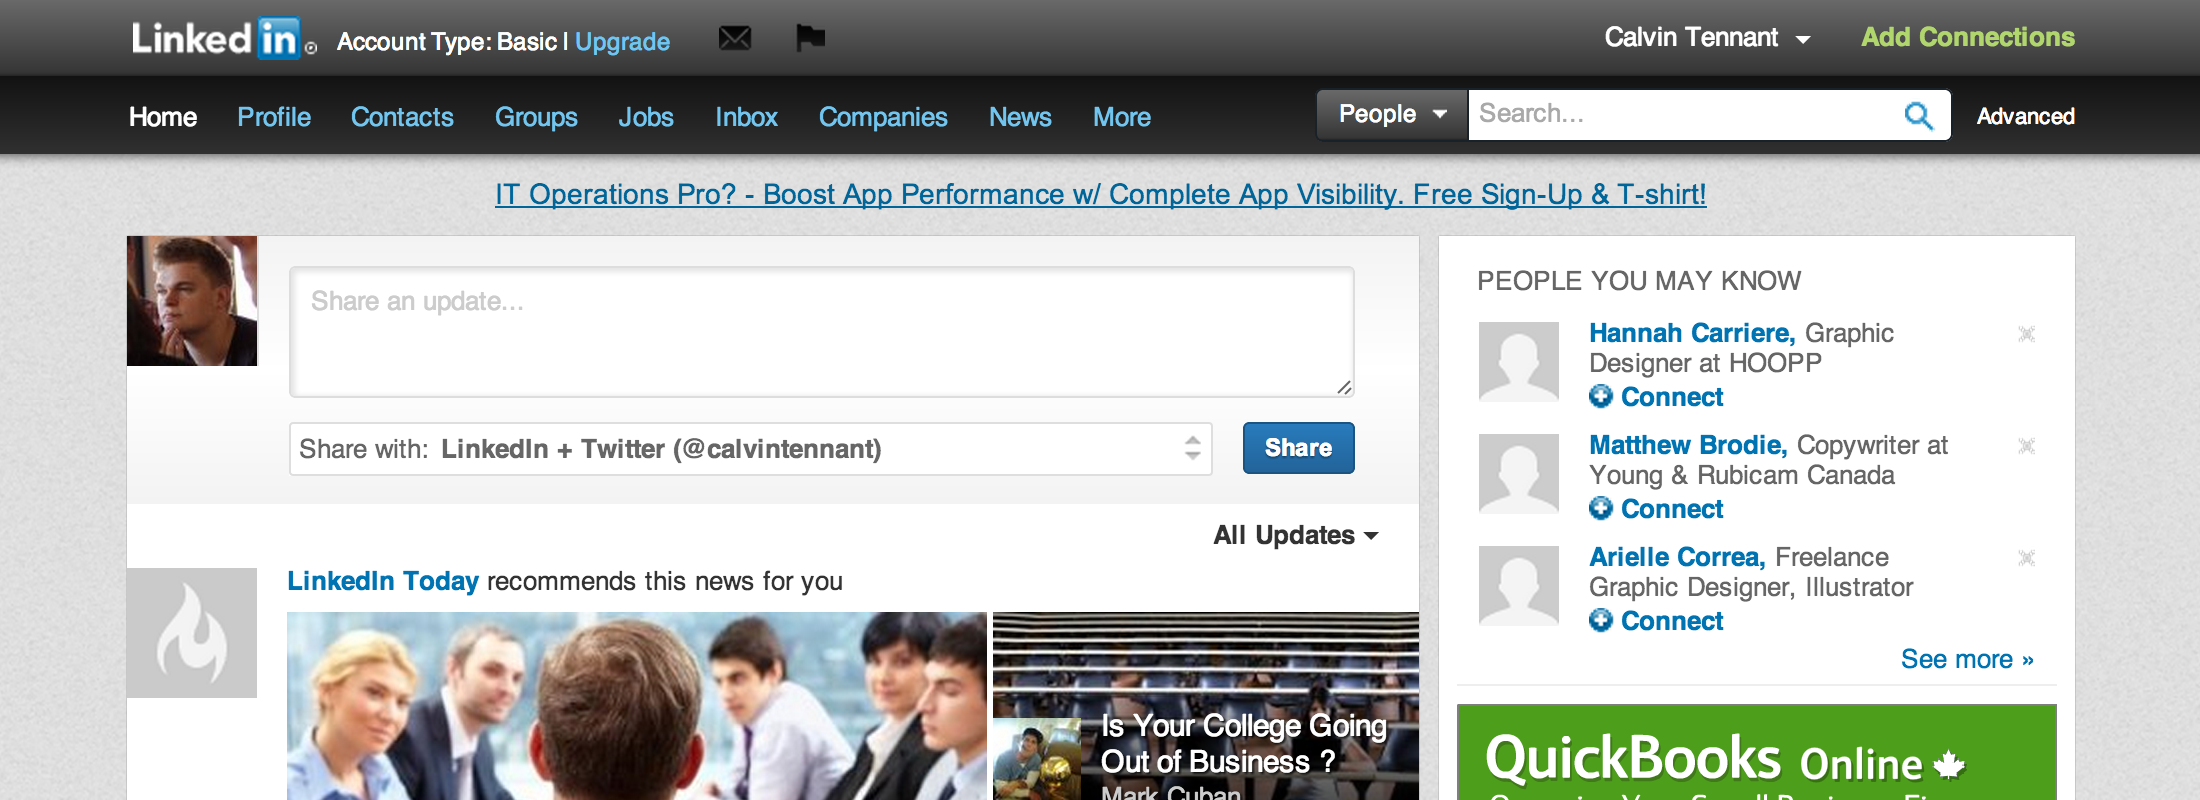 Linked in
Account Type: Basic | Upgrade
Calvin Tennant
Add Connections
Home Profile Contacts Groups Jobs Inbox Companies News More
People
Search...
Advanced
IT Operations Pro? - Boost App Performance w/ Complete App Visibility. Free Sign-Up & T-shirt!
Share an update...
Share with: LinkedIn + Twitter (@calvintennant)
Share
All Updates
LinkedIn Today recommends this news for you
Is Your College Going
Out of Business ?
Mark Cuban
PEOPLE YOU MAY KNOW
Hannah Carriere, Graphic
Designer at HOOPP
Connect
Matthew Brodie, Copywriter at
Young & Rubicam Canada
Connect
Arielle Correa, Freelance
Graphic Designer, Illustrator
Connect
See more »
QuickBooks Online